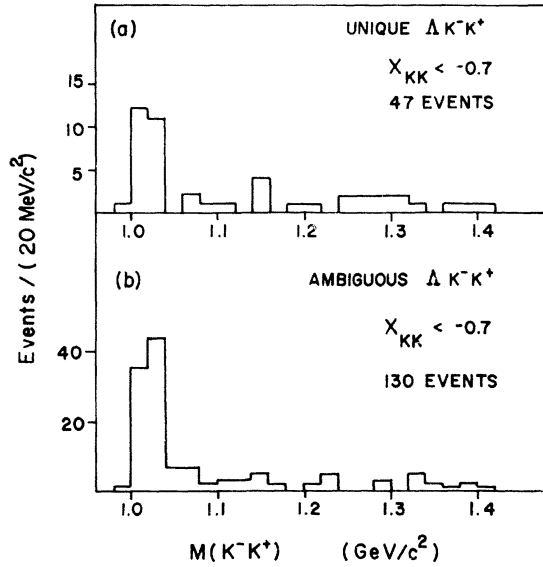 (a)
UNIQUE Λ K⁻K⁺
X_KK < -0.7
47 EVENTS
15
10
5
1.0 1.1 1.2 1.3 1.4
(b)
AMBIGUOUS Λ K⁻K⁺
X_KK < -0.7
130 EVENTS
40
20
1.0 1.1 1.2 1.3 1.4
Events / (20 MeV/c²)
M(K⁻K⁺) (GeV/c²)